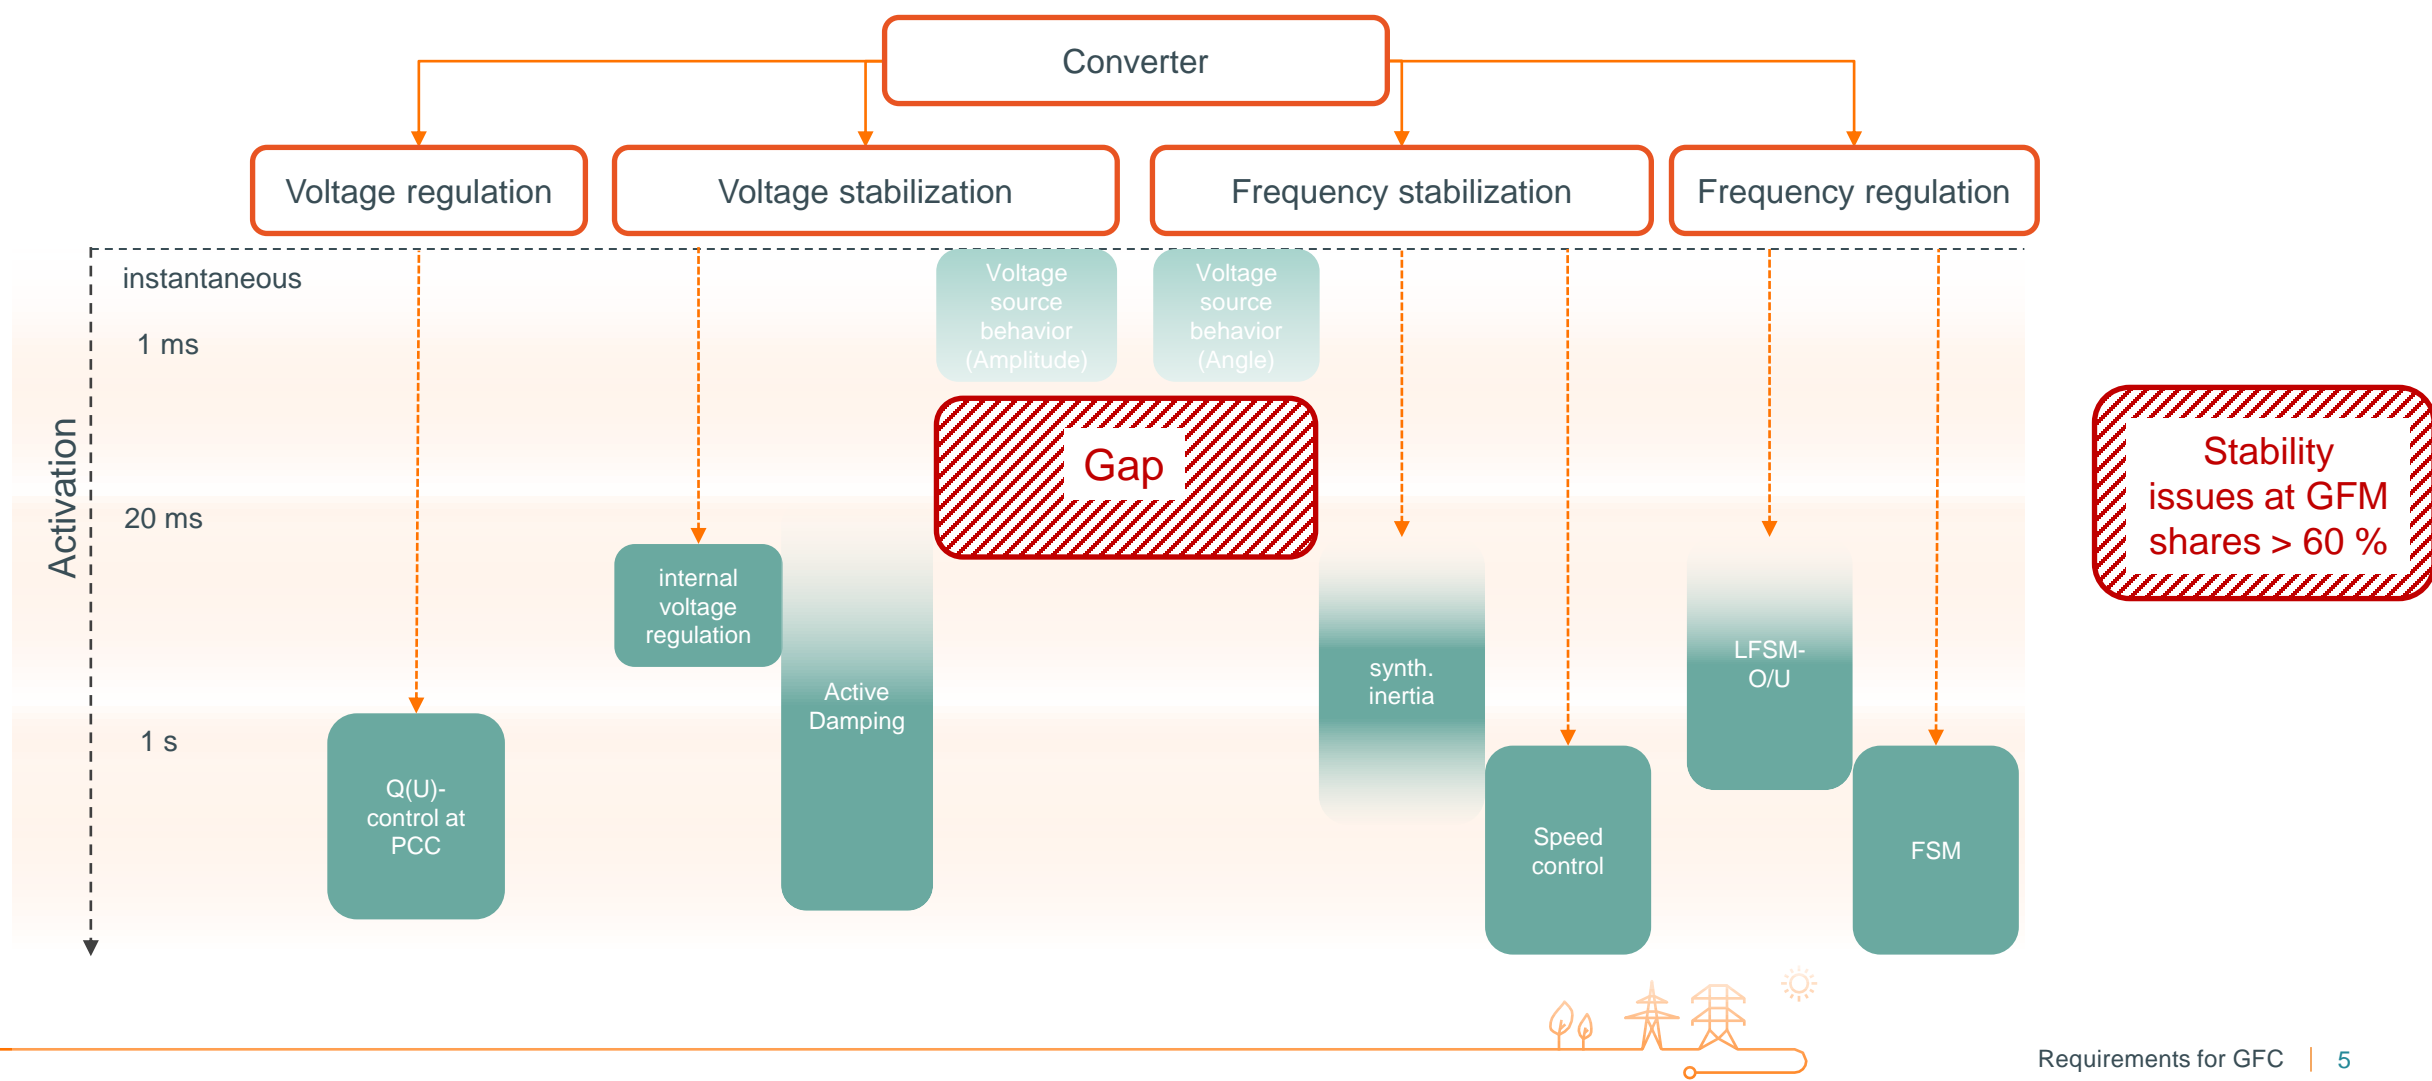 Converter
Voltage regulation
Voltage stabilization
Frequency stabilization
Frequency regulation
Activation
instantaneous
1 ms
20 ms
1 s
Voltage
source
behavior
(Amplitude)
Voltage
source
behavior
(Angle)
Gap
Stability
issues at GFM
shares > 60 %
internal
voltage
regulation
Active
Damping
synth.
inertia
LFSM-
O/U
Q(U)-
control at
PCC
Speed
control
FSM
Requirements for GFC
5